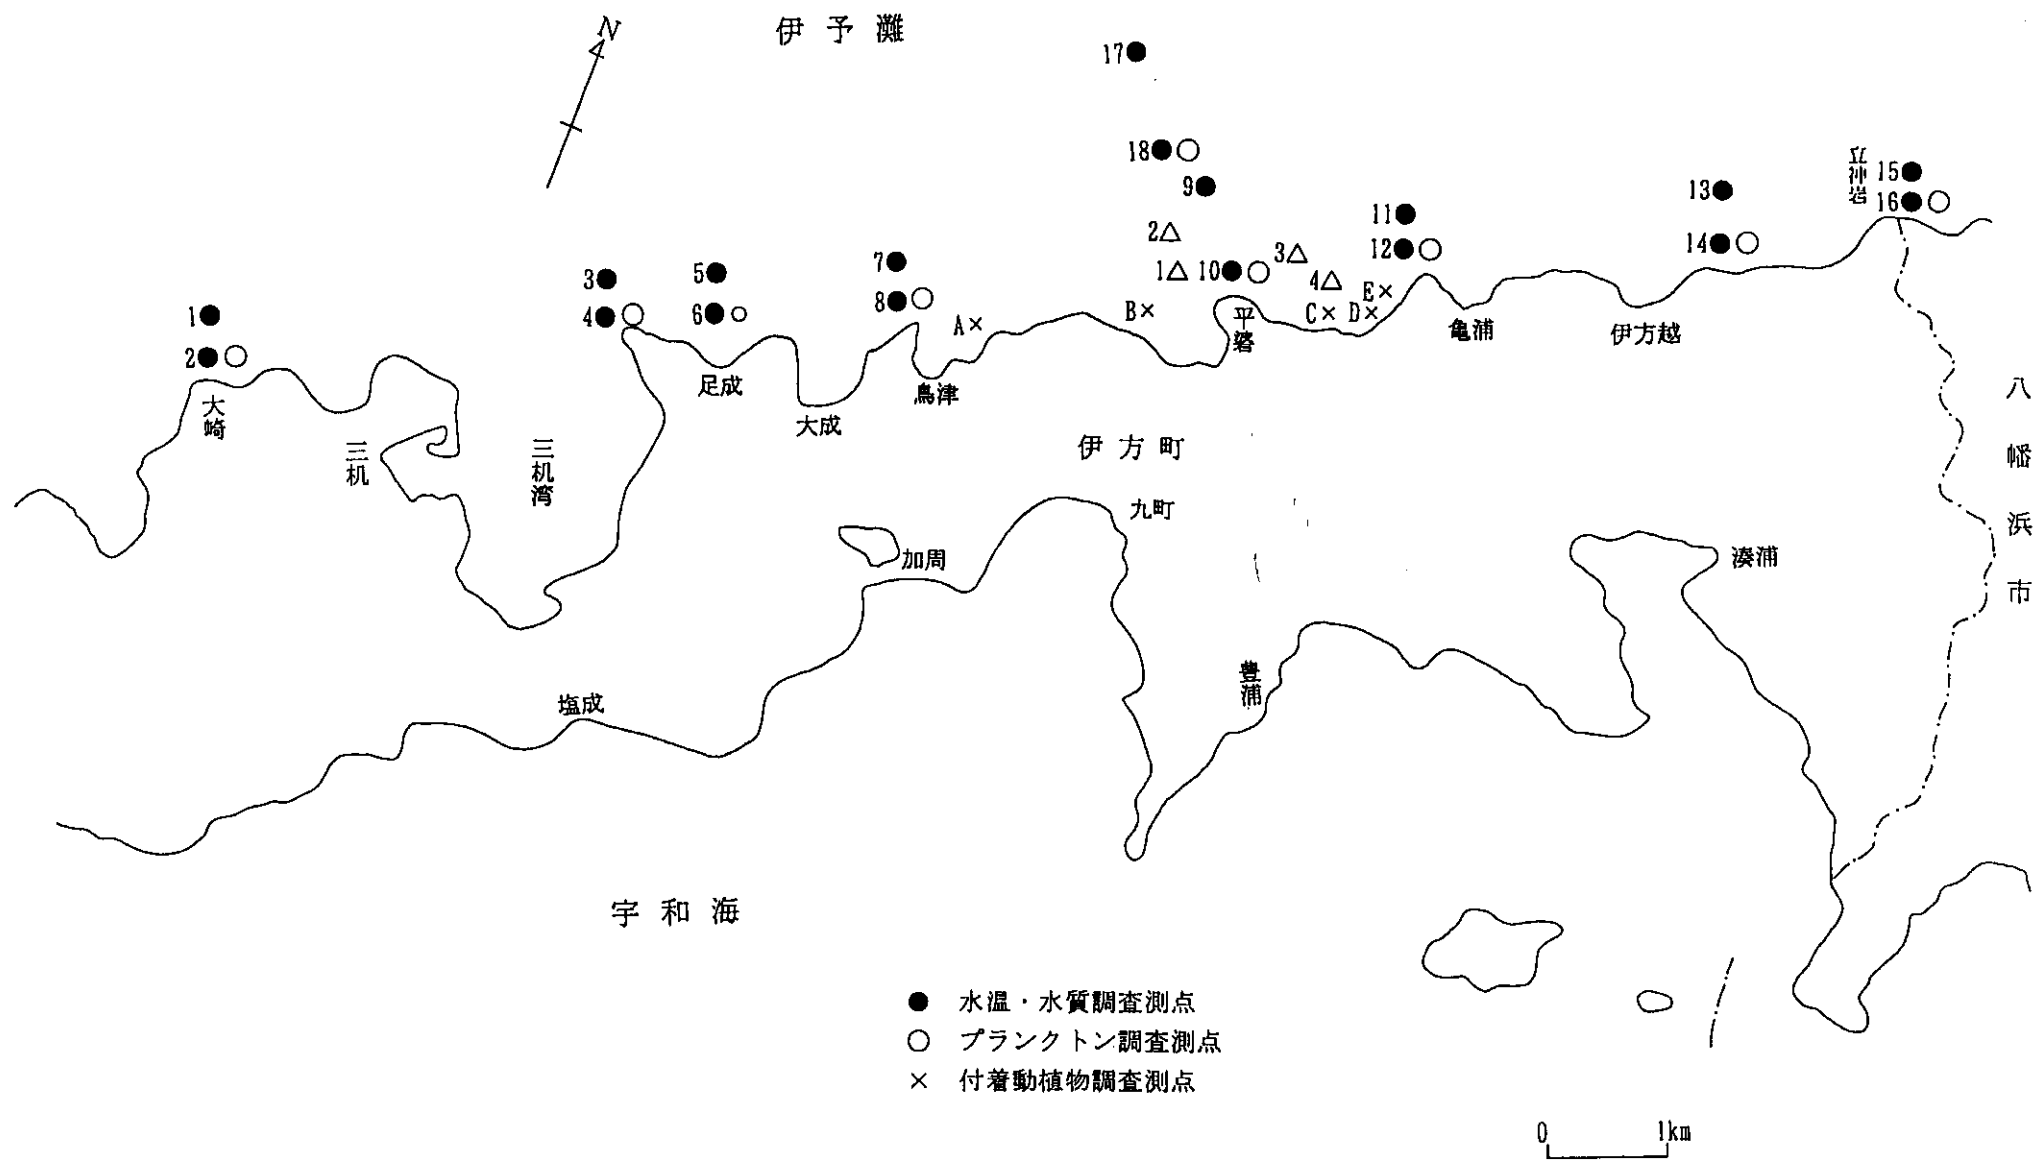 N
伊予灘
17
18
9
2
1
10
3
4
11
12
13
14
立神岩
15
16
1
2
3
4
5
6
7
8
A×
B×
C×
D×
E×
大崎
三机
三机湾
足成
大成
鳥津
平碆
亀浦
伊方越
伊方町
八幡浜市
九町
加周
湊浦
豊浦
塩成
宇和海
● 水温・水質調査測点
○ プランクトン調査測点
× 付着動植物調査測点
0 1km